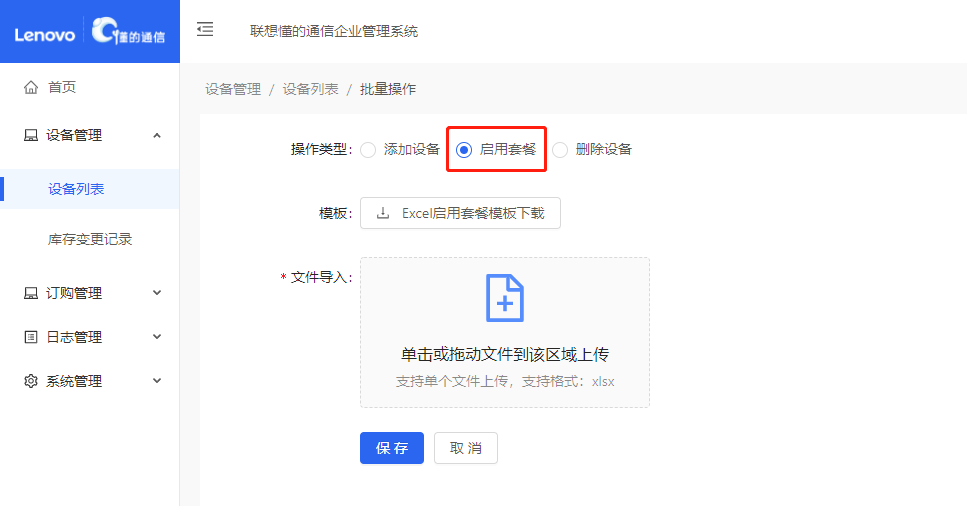 Lenovo 懂的通信
联想懂的通信企业管理系统
首页
设备管理
设备列表
库存变更记录
订购管理
日志管理
系统管理
设备管理 / 设备列表 / 批量操作
操作类型: 添加设备 启用套餐 删除设备
模板: Excel启用套餐模板下载
* 文件导入:
单击或拖动文件到该区域上传
支持单个文件上传，支持格式：xlsx
保 存 取 消